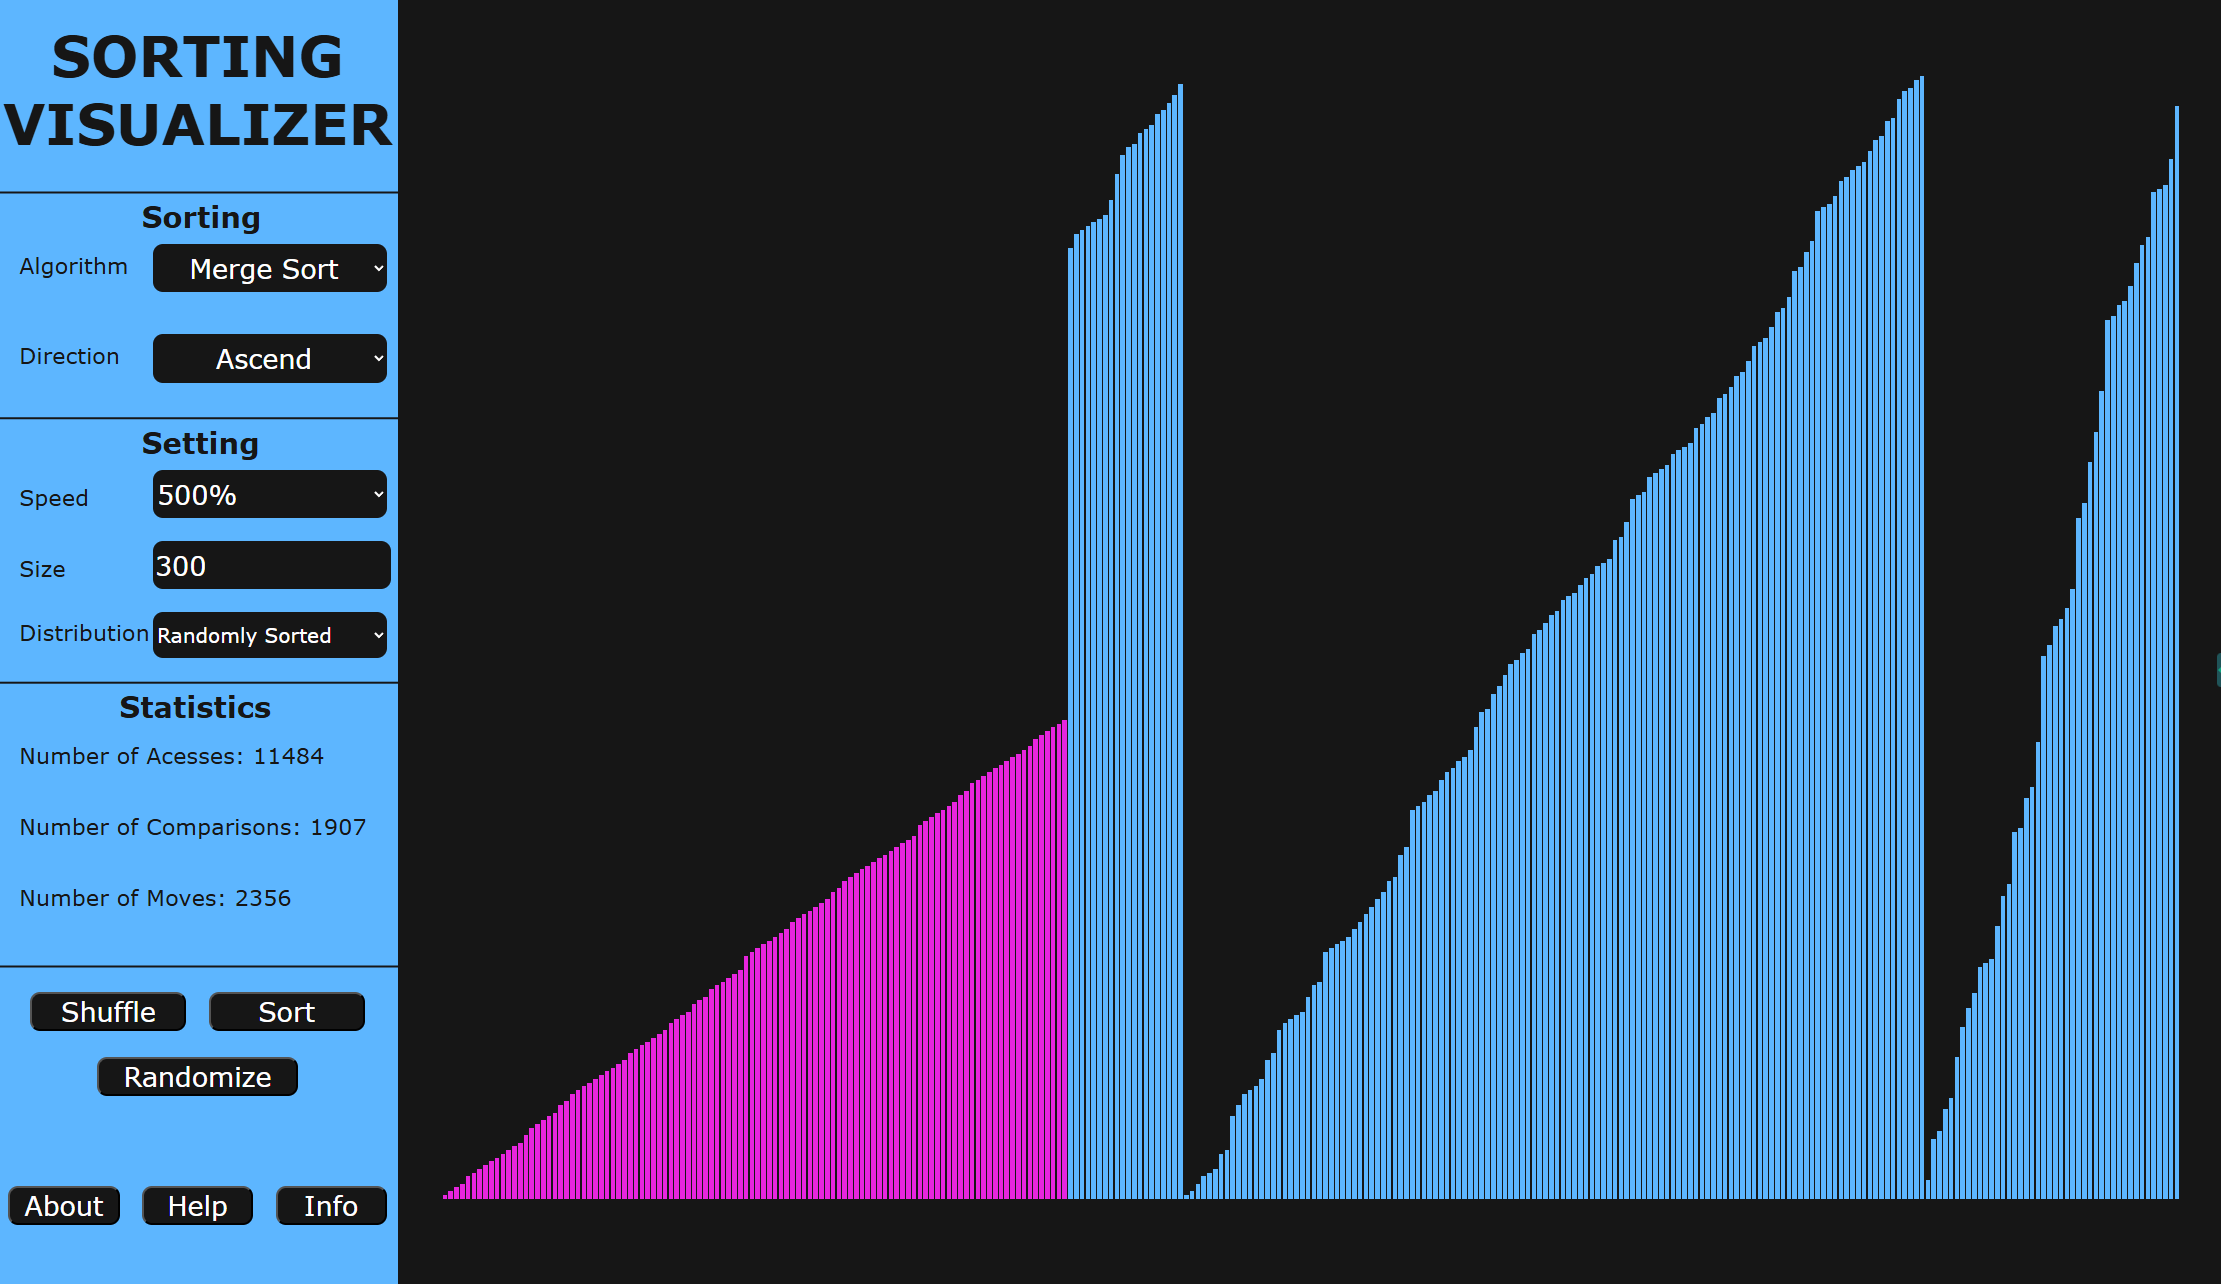 SORTING
VISUALIZER
Sorting
Algorithm Merge Sort
Direction Ascend
Setting
Speed 500%
Size 300
Distribution Randomly Sorted
Statistics
Number of Acesses: 11484
Number of Comparisons: 1907
Number of Moves: 2356
Shuffle Sort
Randomize
About Help Info